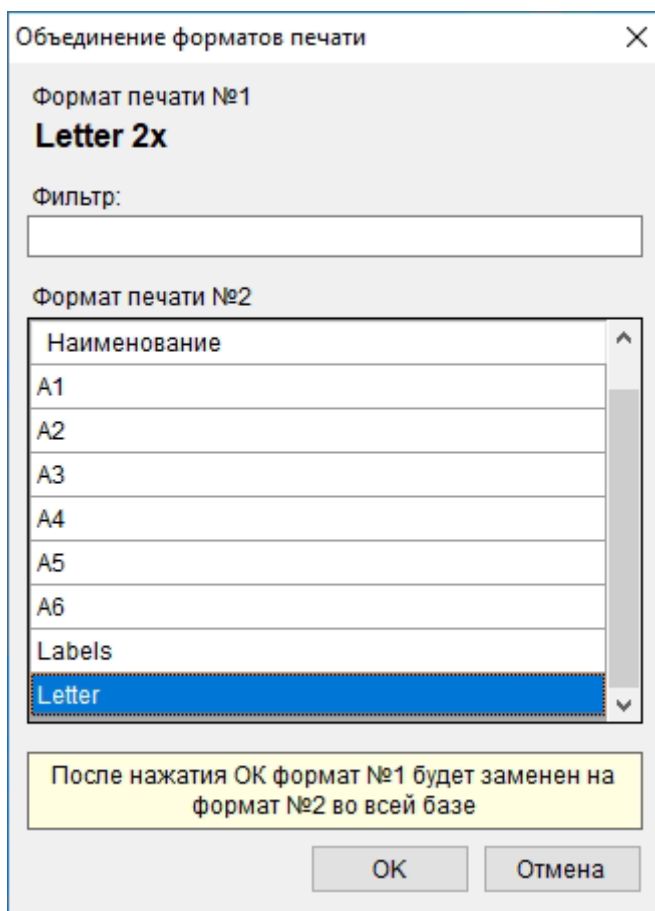 Объединение форматов печати
Формат печати №1
Letter 2x
Фильтр:
Формат печати №2
Наименование
A1
A2
A3
A4
A5
A6
Labels
Letter
После нажатия ОК формат №1 будет заменен на
формат №2 во всей базе
OK
Отмена